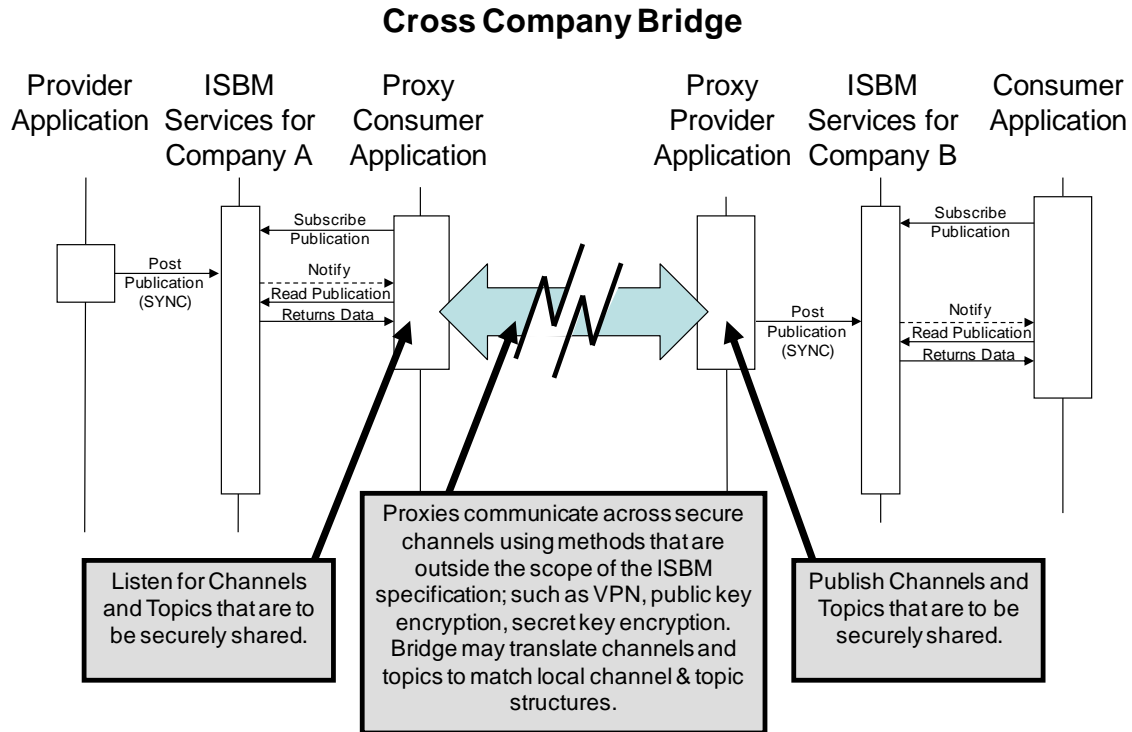 Cross Company Bridge
Provider
Application
ISBM
Services for
Company A
Proxy
Consumer
Application
Proxy
Provider
Application
ISBM
Services for
Company B
Consumer
Application
Subscribe
Publication
Post
Publication
(SYNC)
Notify
Read Publication
Returns Data
Post
Publication
(SYNC)
Subscribe
Publication
Notify
Read Publication
Returns Data
Listen for Channels
and Topics that are to
be securely shared.
Proxies communicate across secure
channels using methods that are
outside the scope of the ISBM
specification; such as VPN, public key
encryption, secret key encryption.
Bridge may translate channels and
topics to match local channel & topic
structures.
Publish Channels and
Topics that are to be
securely shared.